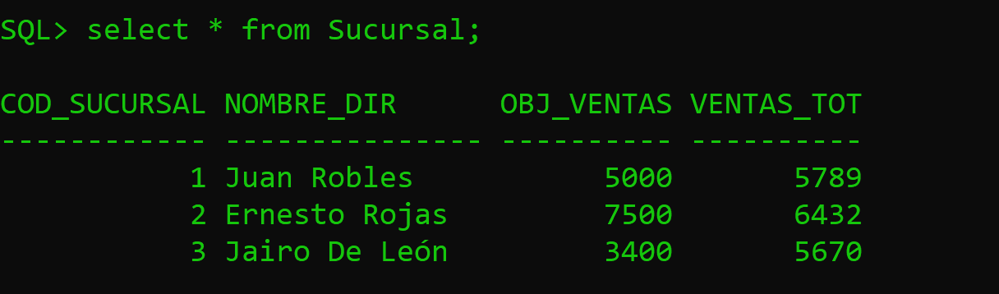 SQL> select * from Sucursal;
COD_SUCURSAL NOMBRE_DIR      OBJ_VENTAS VENTAS_TOT
------------ --------------- ---------- ----------
           1 Juan Robles           5000       5789
           2 Ernesto Rojas         7500       6432
           3 Jairo De León         3400       5670